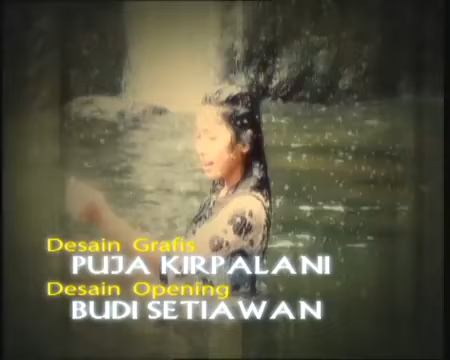 Desain Grafis
PUJA KIRPALANI
Desain Opening
BUDI SETIAWAN